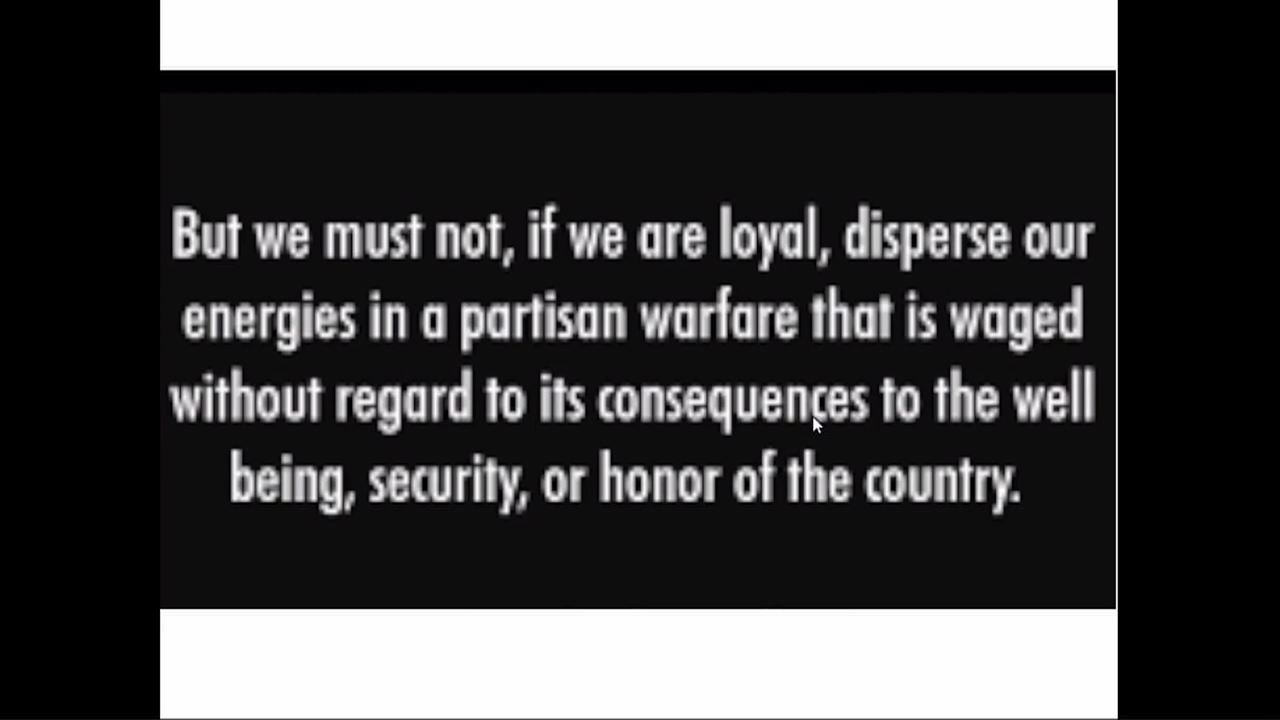 But we must not, if we are loyal, disperse our
energies in a partisan warfare that is waged
without regard to its consequences to the well
being, security, or honor of the country.